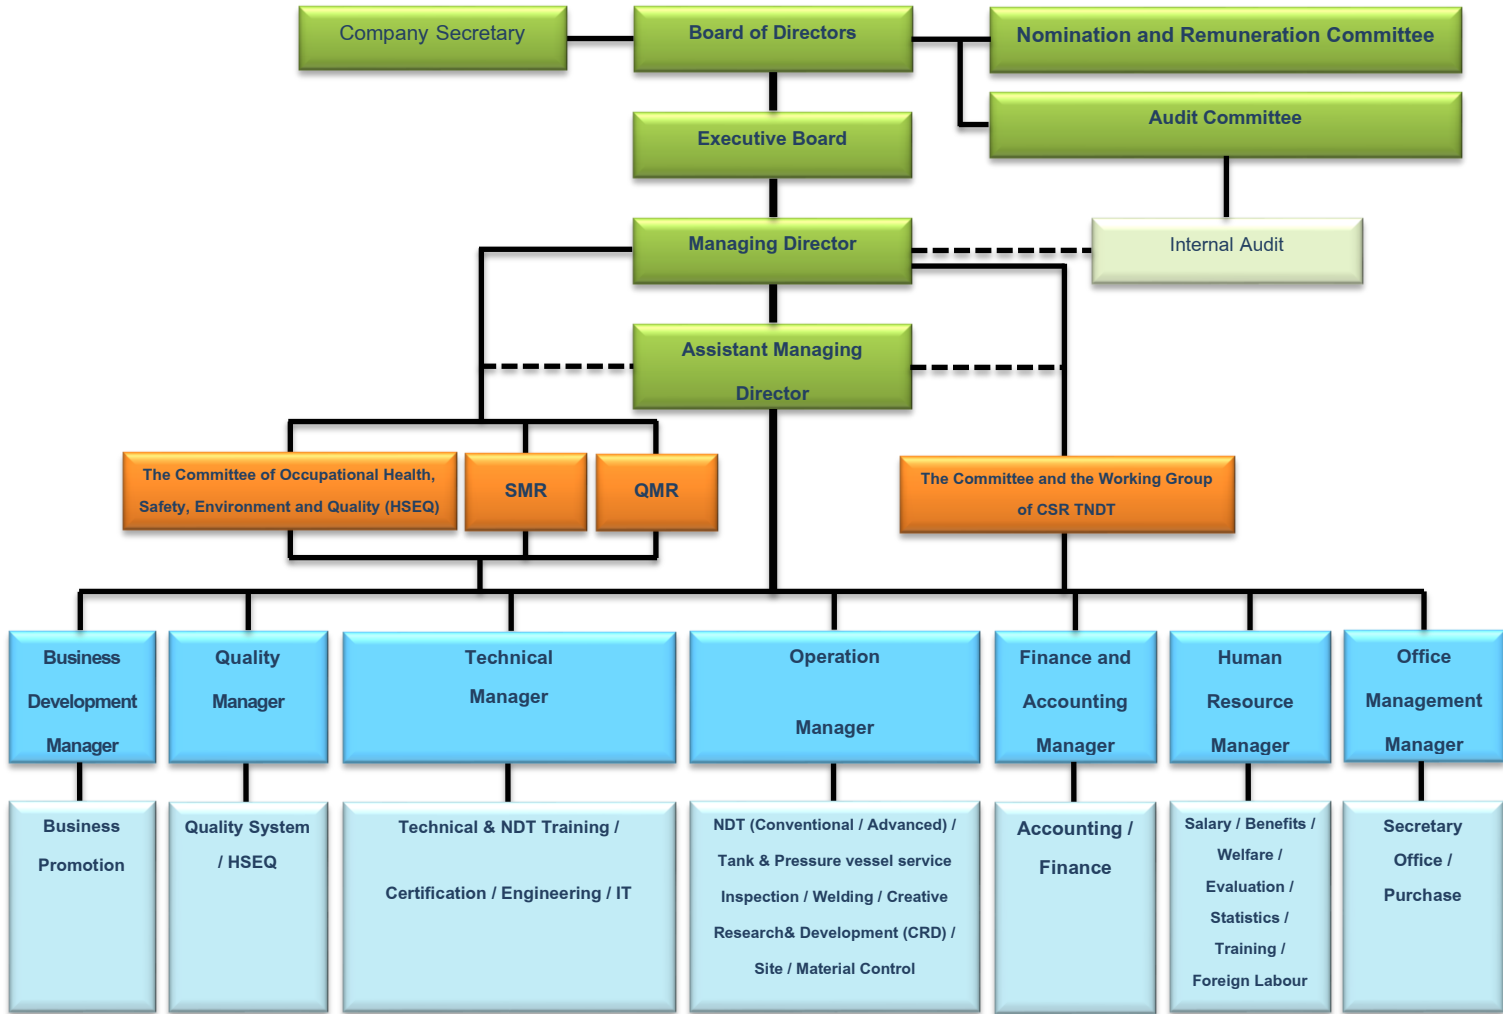 Company Secretary
Board of Directors
Nomination and Remuneration Committee
Audit Committee
Executive Board
Managing Director
Internal Audit
Assistant Managing
Director
The Committee of Occupational Health,
Safety, Environment and Quality (HSEQ)
SMR
QMR
The Committee and the Working Group
of CSR TNDT
Business
Development
Manager
Quality
Manager
Technical
Manager
Operation
Manager
Finance and
Accounting
Manager
Human
Resource
Manager
Office
Management
Manager
Business
Promotion
Quality System
/ HSEQ
Technical & NDT Training /
Certification / Engineering / IT
NDT (Conventional / Advanced) /
Tank & Pressure vessel service
Inspection / Welding / Creative
Research& Development (CRD) /
Site / Material Control
Accounting /
Finance
Salary / Benefits /
Welfare /
Evaluation /
Statistics /
Training /
Foreign Labour
Secretary
Office /
Purchase